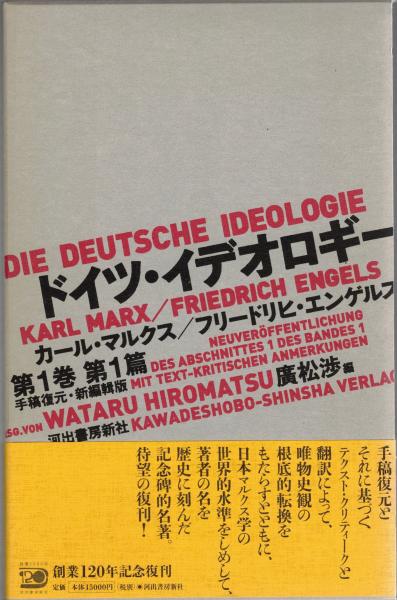 DIE DEUTSCHE IDEOLOGIE
ドイツ・イデオロギー
KARL MARX/FRIEDRICH ENGELS
カール・マルクス/フリードリヒ・エンゲルス
NEUVERÖFFENTLICHUNG
第1巻 第1篇
DES ABSCHNITTES 1 DES BANDES 1
手稿復元・新編輯版
MIT TEXT-KRITISCHEN ANMERKUNGEN
SG. VON WATARU HIROMATSU 廣松渉 編
河出書房新社 KAWADESHOBO-SHINSHA VERLAG
手稿復元と
それに基づく
テクスト・クリティークと
翻訳によって、
唯物史観の
根底的転換を
もたらすとともに、
日本マルクス学の
世界的水準をしめして、
著者の名を
歴史に刻んだ
記念碑的名著。
待望の復刊!
120
創業120年記念復刊
定価 本体15000円 (税別) ●河出書房新社